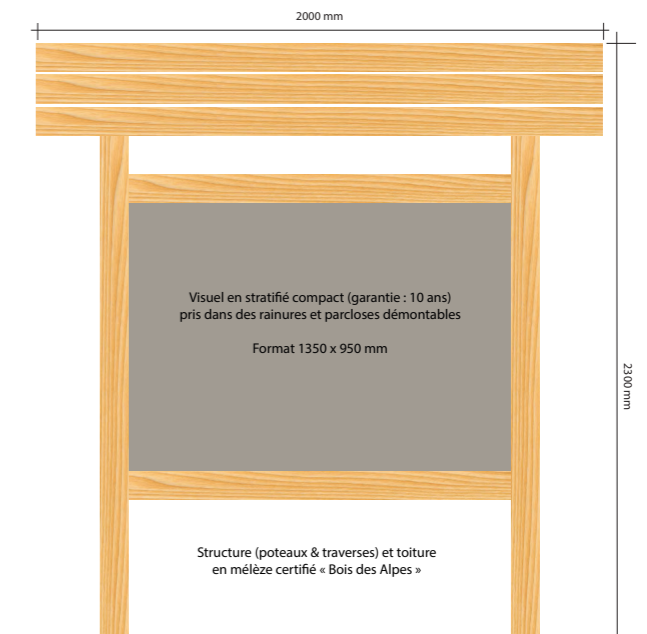 2000 mm
Visuel en stratifié compact (garantie : 10 ans)
pris dans des rainures et parcloses démontables
Format 1350 x 950 mm
2300 mm
Structure (poteaux & traverses) et toiture
en mélèze certifié « Bois des Alpes »